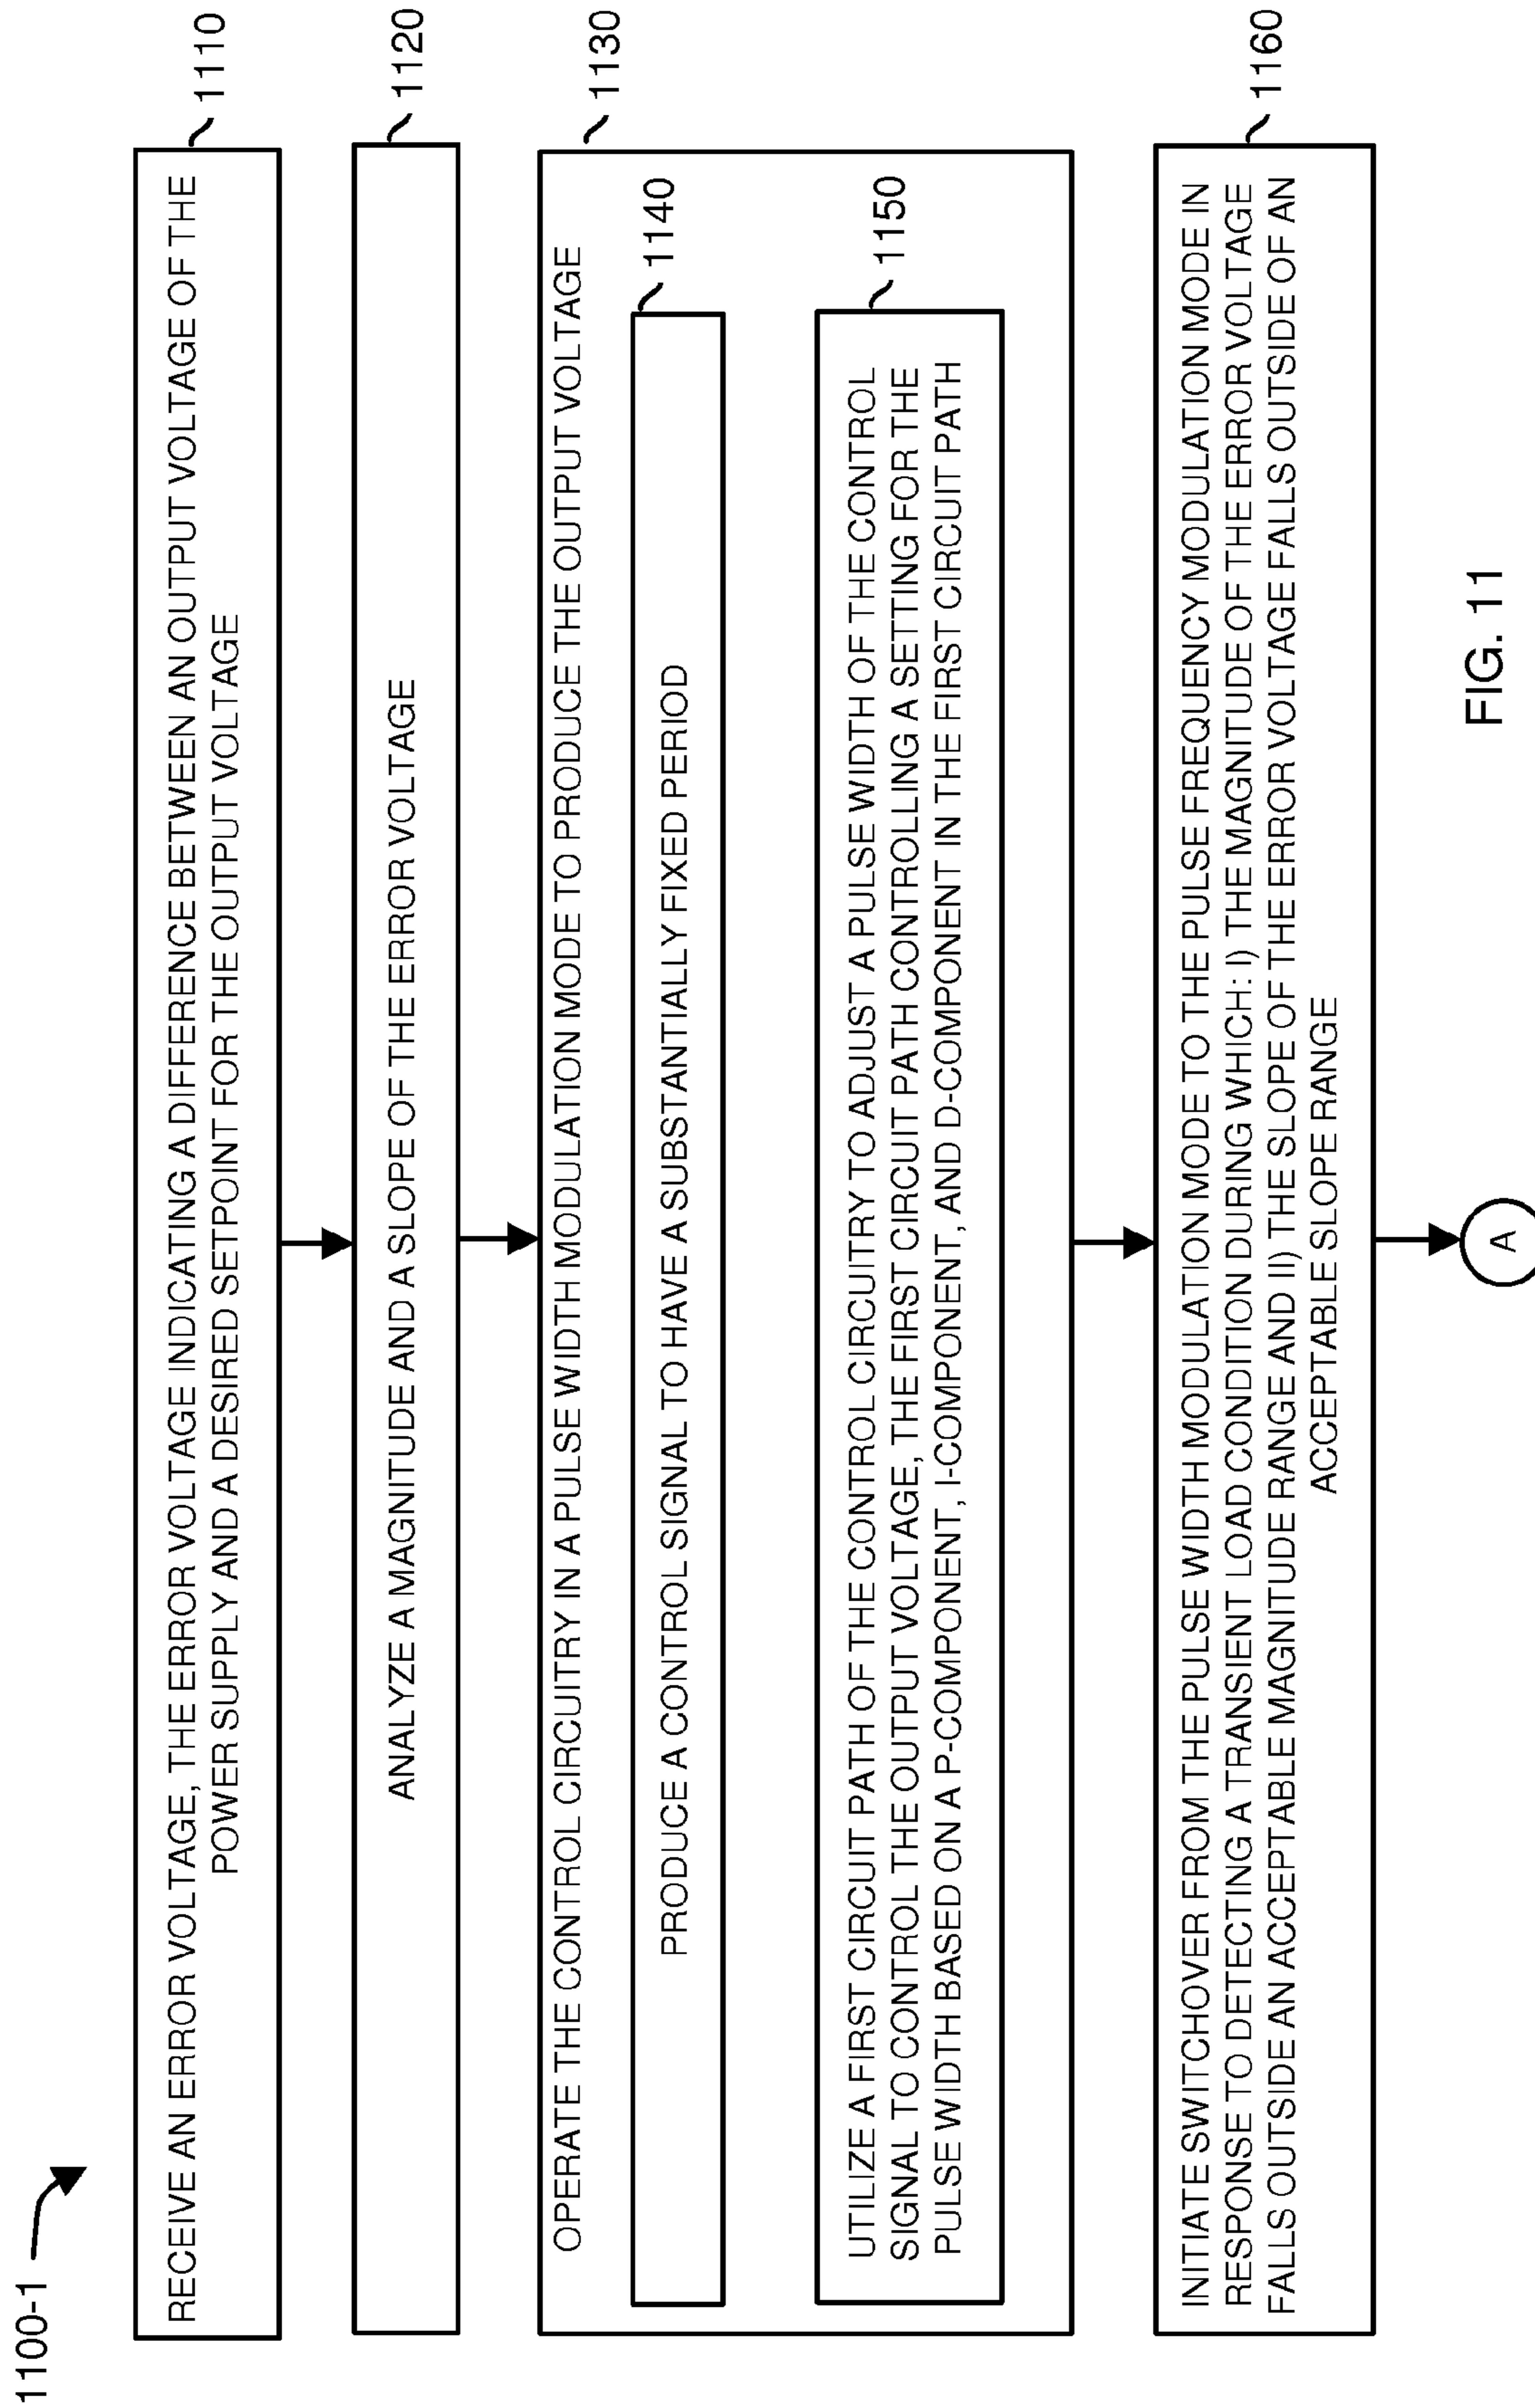 1100-1
RECEIVE AN ERROR VOLTAGE, THE ERROR VOLTAGE INDICATING A DIFFERENCE BETWEEN AN OUTPUT VOLTAGE OF THE
POWER SUPPLY AND A DESIRED SETPOINT FOR THE OUTPUT VOLTAGE
1110
ANALYZE A MAGNITUDE AND A SLOPE OF THE ERROR VOLTAGE
1120
OPERATE THE CONTROL CIRCUITRY IN A PULSE WIDTH MODULATION MODE TO PRODUCE THE OUTPUT VOLTAGE
1130
PRODUCE A CONTROL SIGNAL TO HAVE A SUBSTANTIALLY FIXED PERIOD
1140
UTILIZE A FIRST CIRCUIT PATH OF THE CONTROL CIRCUITRY TO ADJUST A PULSE WIDTH OF THE CONTROL
SIGNAL TO CONTROL THE OUTPUT VOLTAGE, THE FIRST CIRCUIT PATH CONTROLLING A SETTING FOR THE
PULSE WIDTH BASED ON A P-COMPONENT, I-COMPONENT, AND D-COMPONENT IN THE FIRST CIRCUIT PATH
1150
INITIATE SWITCHOVER FROM THE PULSE WIDTH MODULATION MODE TO THE PULSE FREQUENCY MODULATION MODE IN
RESPONSE TO DETECTING A TRANSIENT LOAD CONDITION DURING WHICH: I) THE MAGNITUDE OF THE ERROR VOLTAGE
FALLS OUTSIDE AN ACCEPTABLE MAGNITUDE RANGE AND II) THE SLOPE OF THE ERROR VOLTAGE FALLS OUTSIDE OF AN
ACCEPTABLE SLOPE RANGE
1160
A
FIG. 11